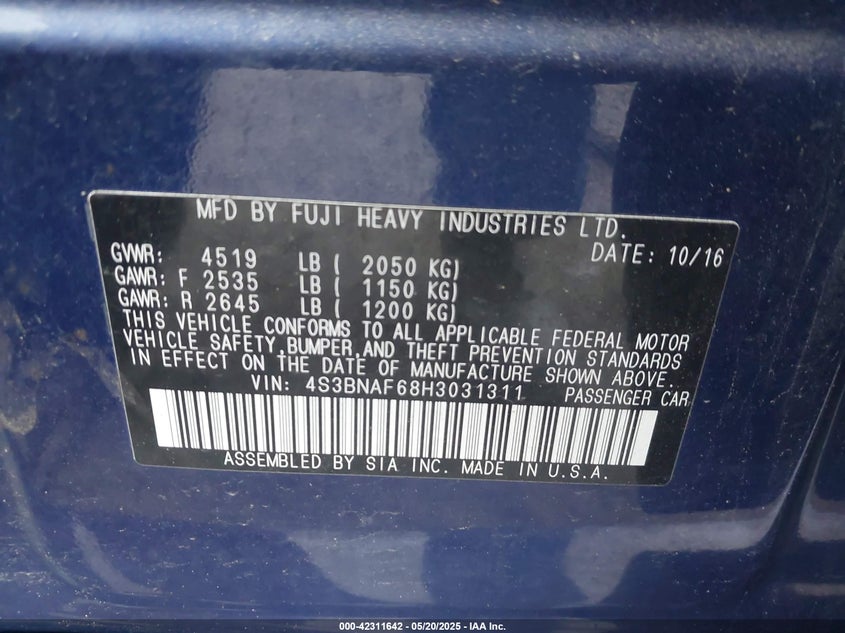 MFD BY FUJI HEAVY INDUSTRIES LTD.
DATE: 10/16
GVWR: 4519 LB ( 2050 KG)
GAWR: F 2535 LB ( 1150 KG)
GAWR: R 2645 LB ( 1200 KG)
THIS VEHICLE CONFORMS TO ALL APPLICABLE FEDERAL MOTOR
VEHICLE SAFETY,BUMPER,AND THEFT PREVENTION STANDARDS
IN EFFECT ON THE DATE OF MANUFACTURE SHOWN ABOVE.
VIN: 4S3BNAF68H3031311 PASSENGER CAR
ASSEMBLED BY SIA INC. MADE IN U.S.A.
000-42311642 - 05/20/2025 - IAA Inc.